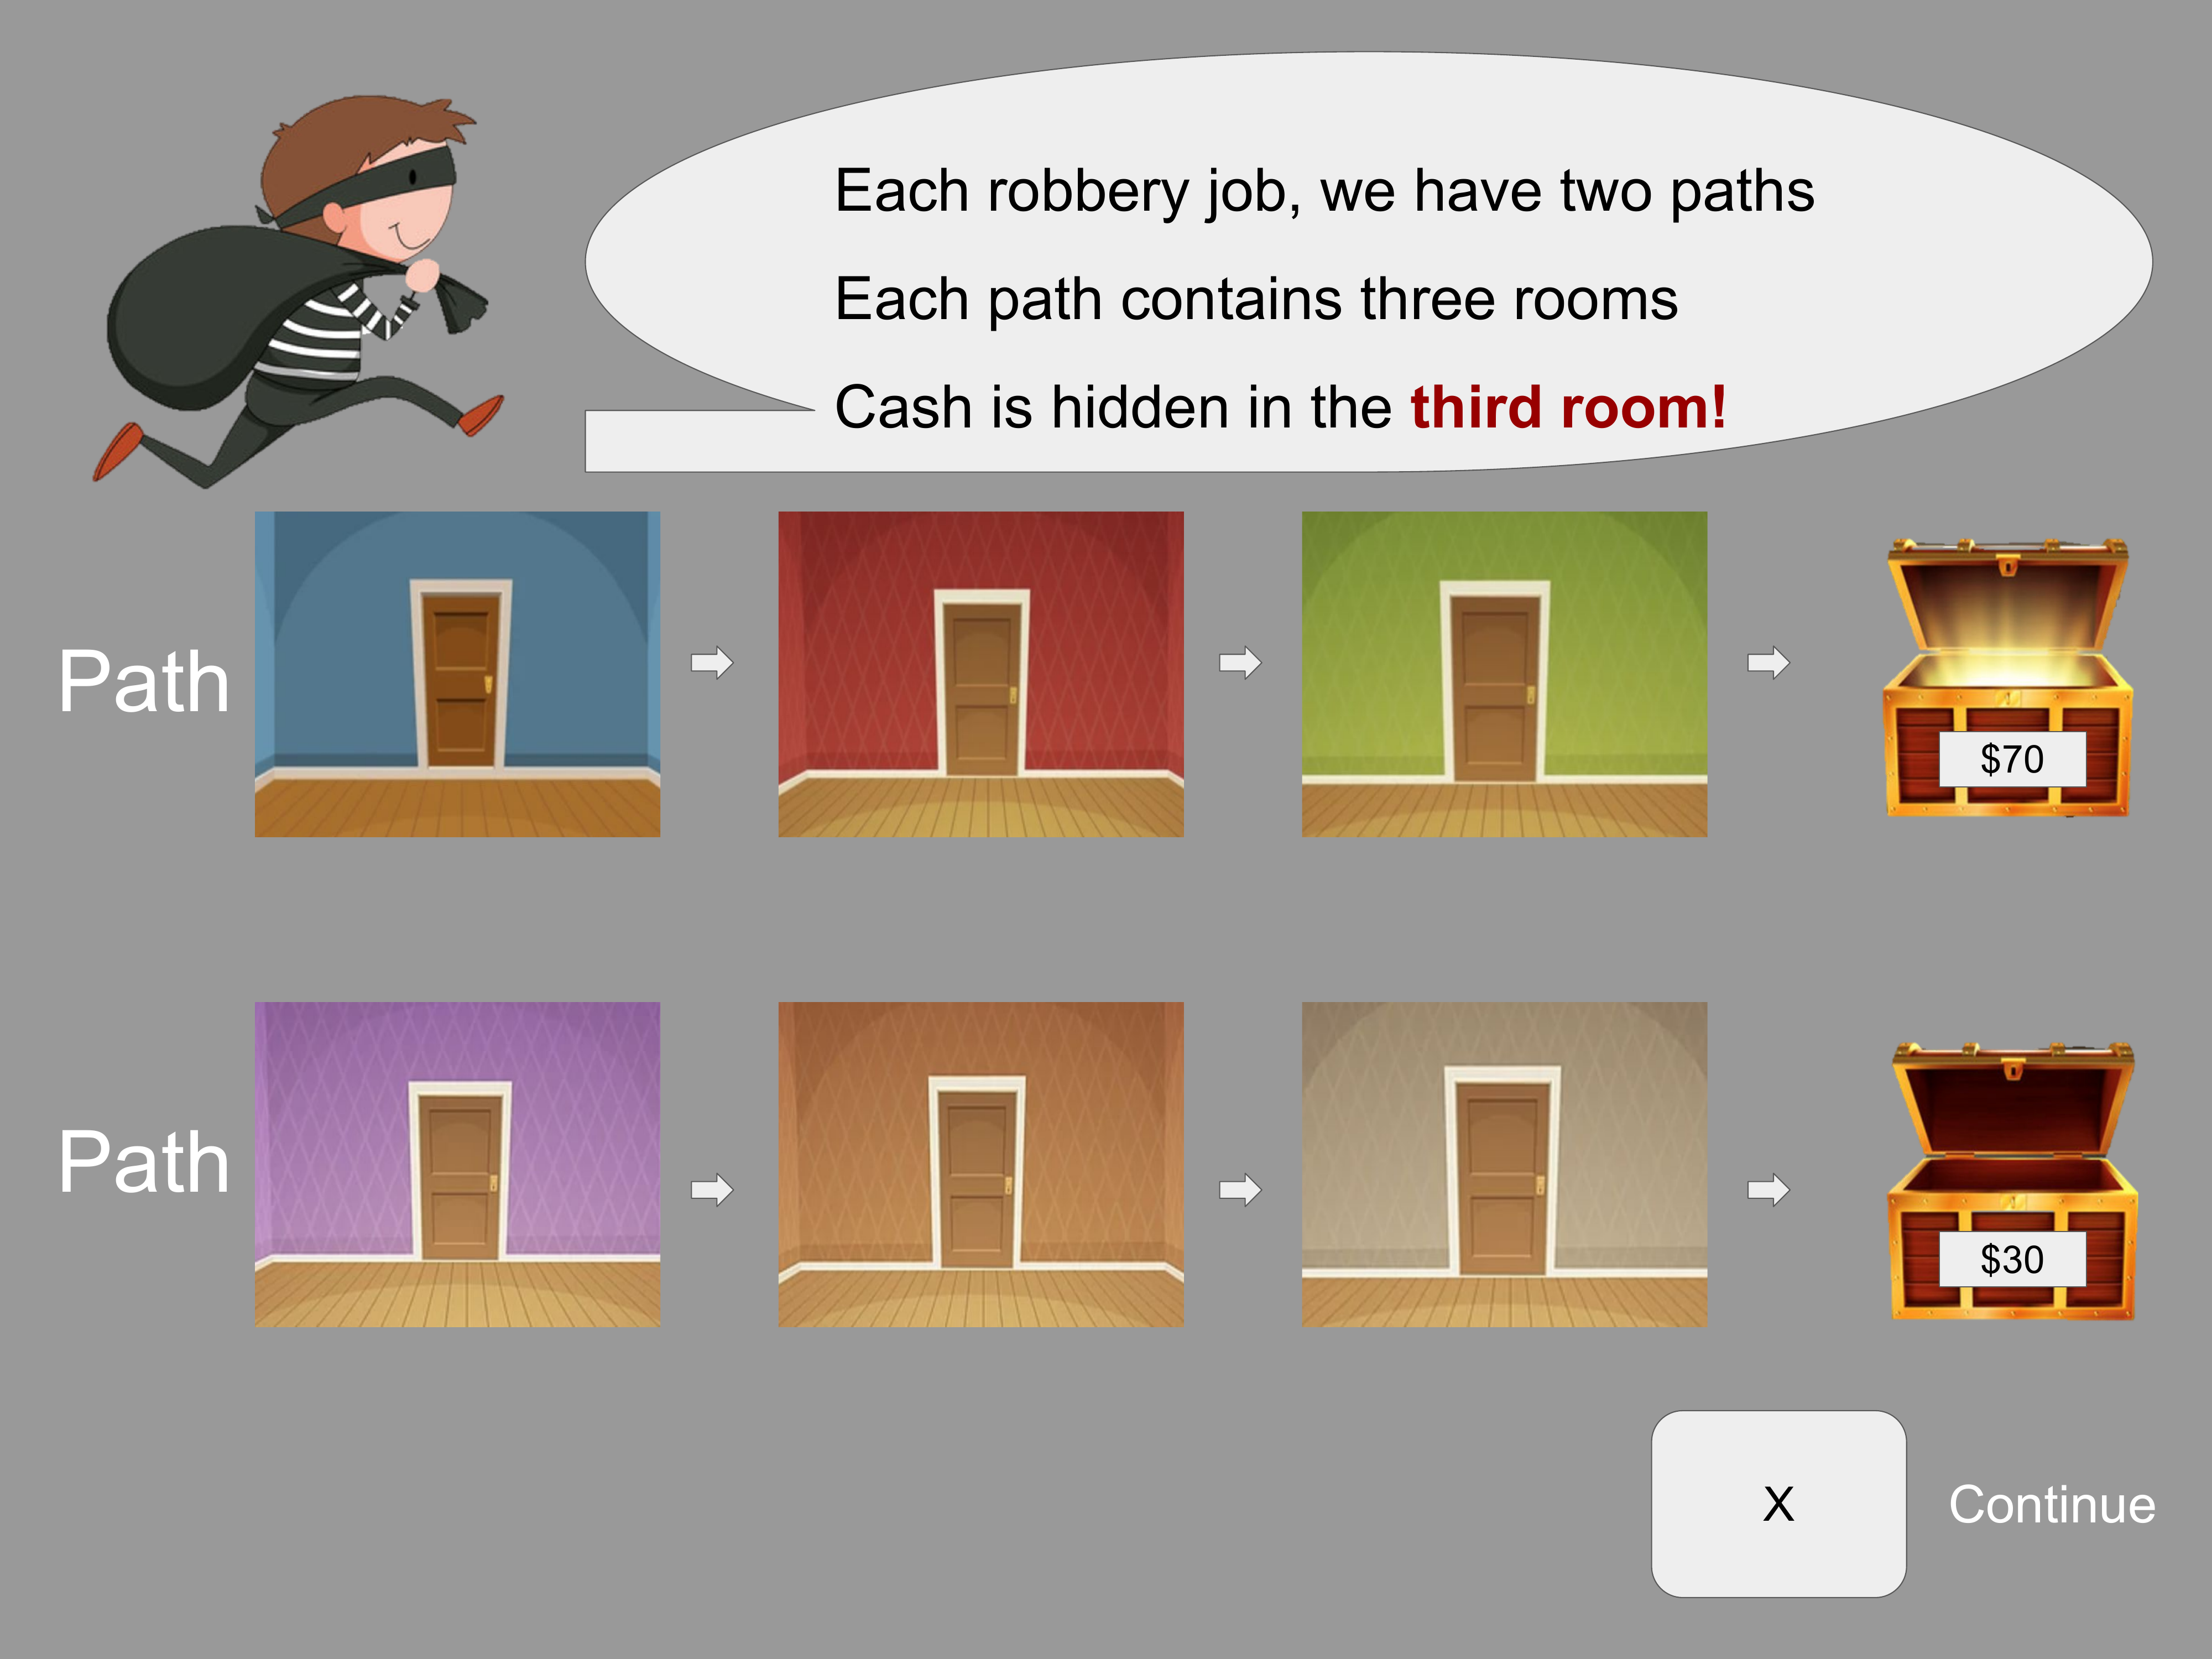 Each robbery job, we have two paths
Each path contains three rooms
Cash is hidden in the third room!
Path
$70
Path
$30
X
Continue